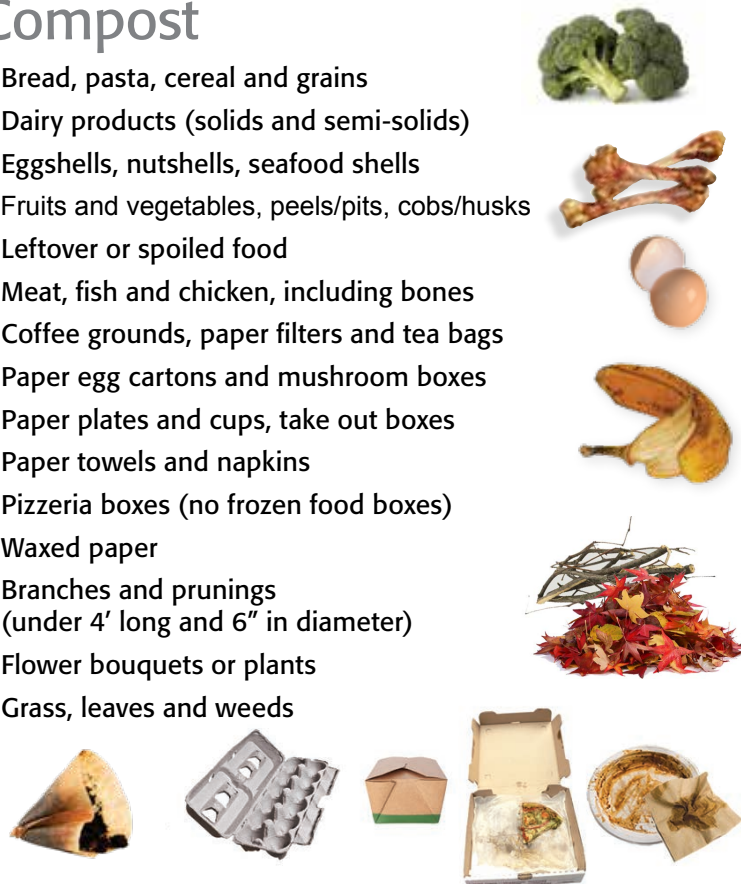 Compost
Bread, pasta, cereal and grains
Dairy products (solids and semi-solids)
Eggshells, nutshells, seafood shells
Fruits and vegetables, peels/pits, cobs/husks
Leftover or spoiled food
Meat, fish and chicken, including bones
Coffee grounds, paper filters and tea bags
Paper egg cartons and mushroom boxes
Paper plates and cups, take out boxes
Paper towels and napkins
Pizzeria boxes (no frozen food boxes)
Waxed paper
Branches and prunings
(under 4’ long and 6” in diameter)
Flower bouquets or plants
Grass, leaves and weeds